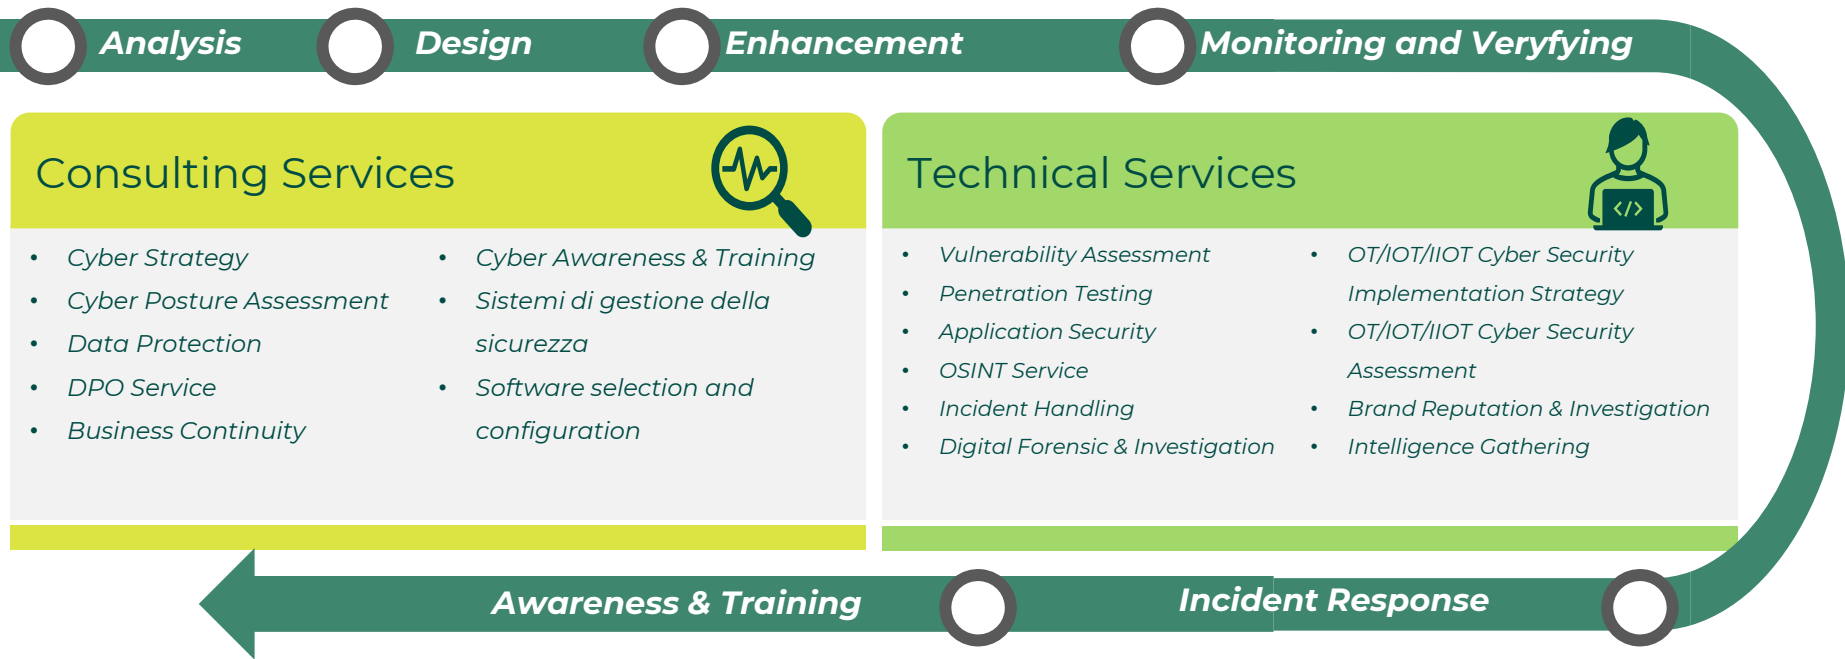 Analysis
Design
Enhancement
Monitoring and Veryfying
Consulting Services
• Cyber Strategy
• Cyber Posture Assessment
• Data Protection
• DPO Service
• Business Continuity
• Cyber Awareness & Training
• Sistemi di gestione della
sicurezza
• Software selection and
configuration
Technical Services
</>
• Vulnerability Assessment
• Penetration Testing
• Application Security
• OSINT Service
• Incident Handling
• Digital Forensic & Investigation
• OT/IOT/IIOT Cyber Security
Implementation Strategy
• OT/IOT/IIOT Cyber Security
Assessment
• Brand Reputation & Investigation
• Intelligence Gathering
Incident Response
Awareness & Training